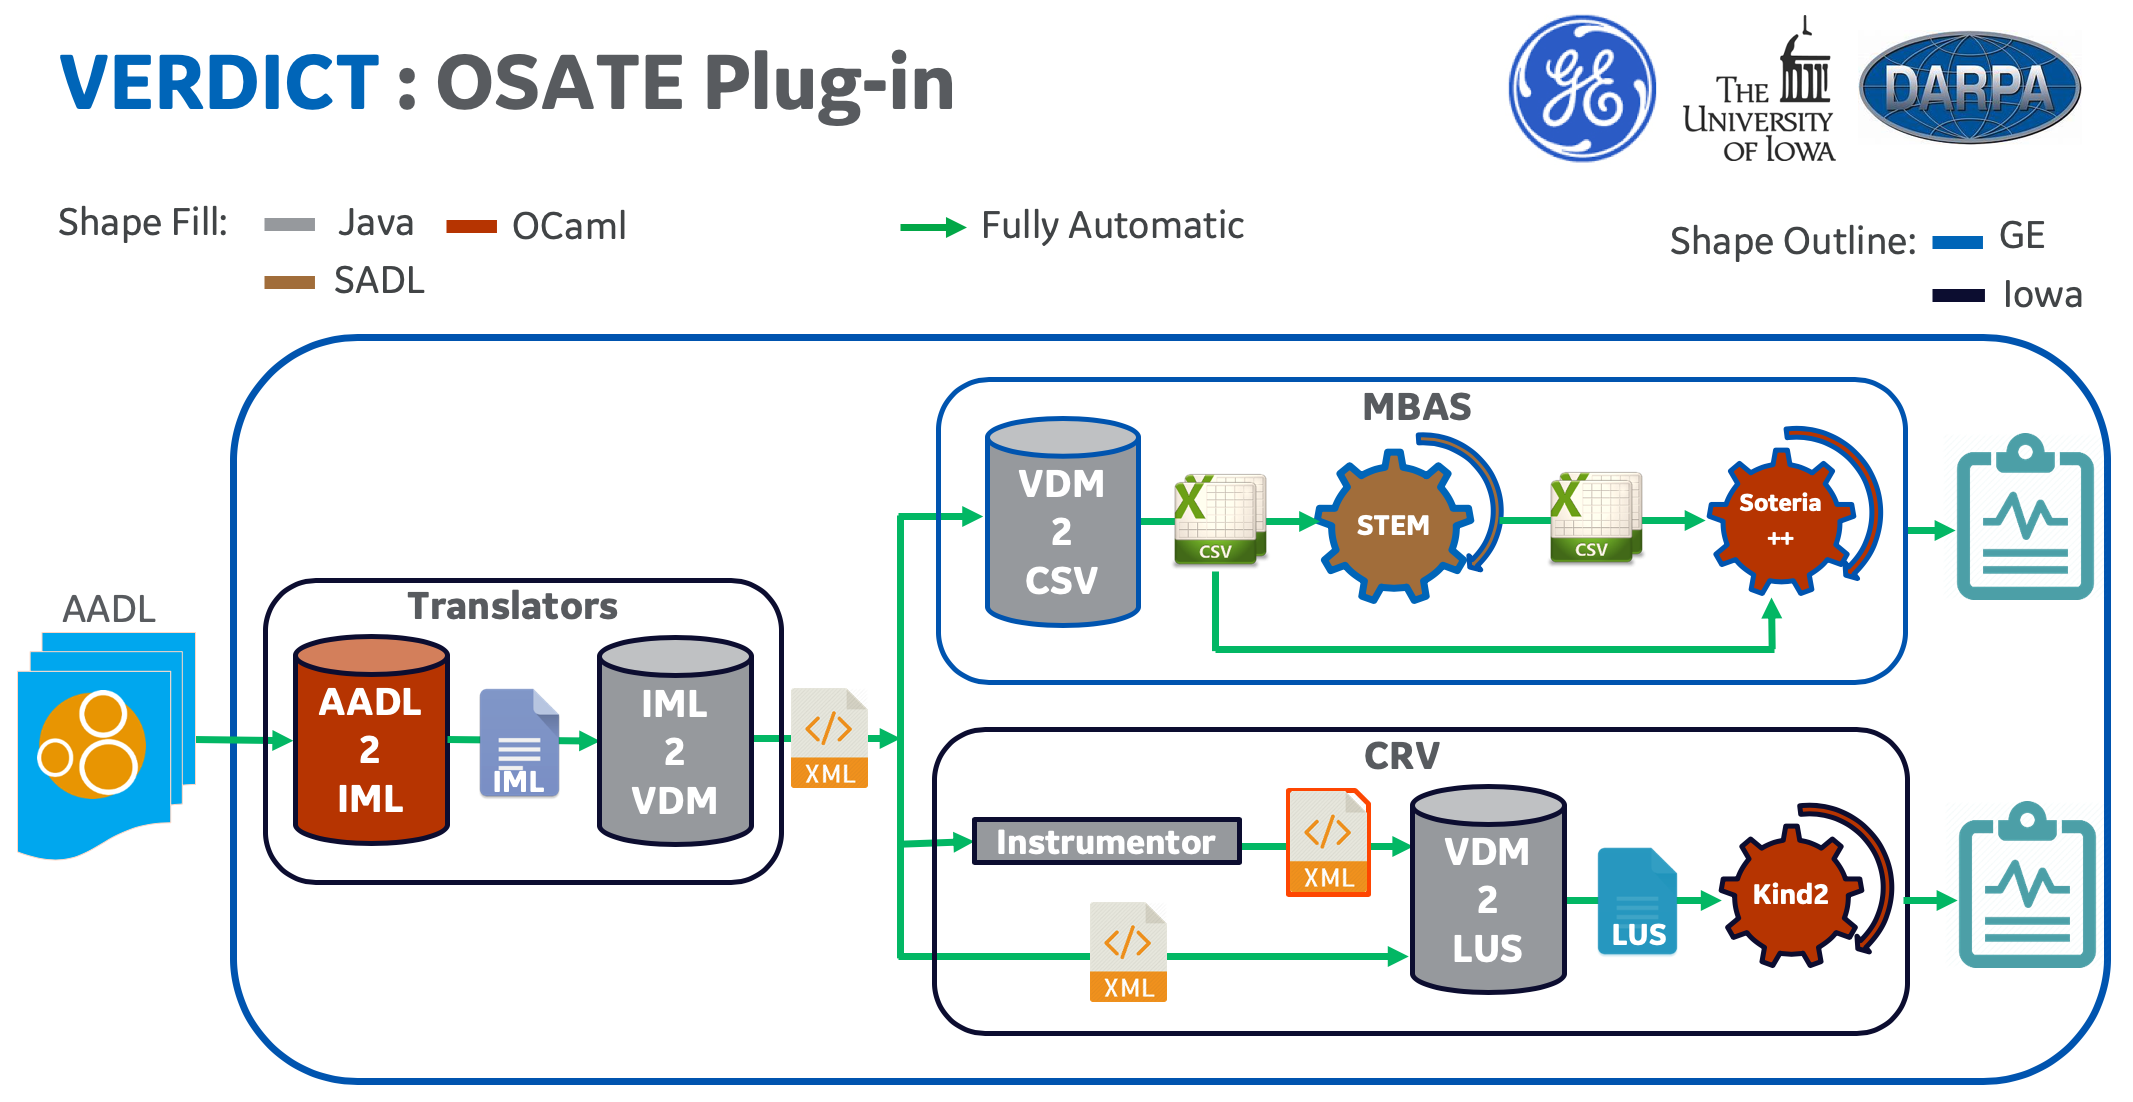 VERDICT : OSATE Plug-in
GE
THE
UNIVERSITY
OF IOWA
DARPA
Shape Fill:
Java
OCaml
SADL
Fully Automatic
Shape Outline:
GE
Iowa
AADL
Translators
AADL
2
IML
IML
IML
2
VDM
</>
XML
MBAS
VDM
2
CSV
X
CSV
STEM
X
CSV
Soteria
++
CRV
Instrumentor
</>
XML
</>
XML
VDM
2
LUS
LUS
Kind2